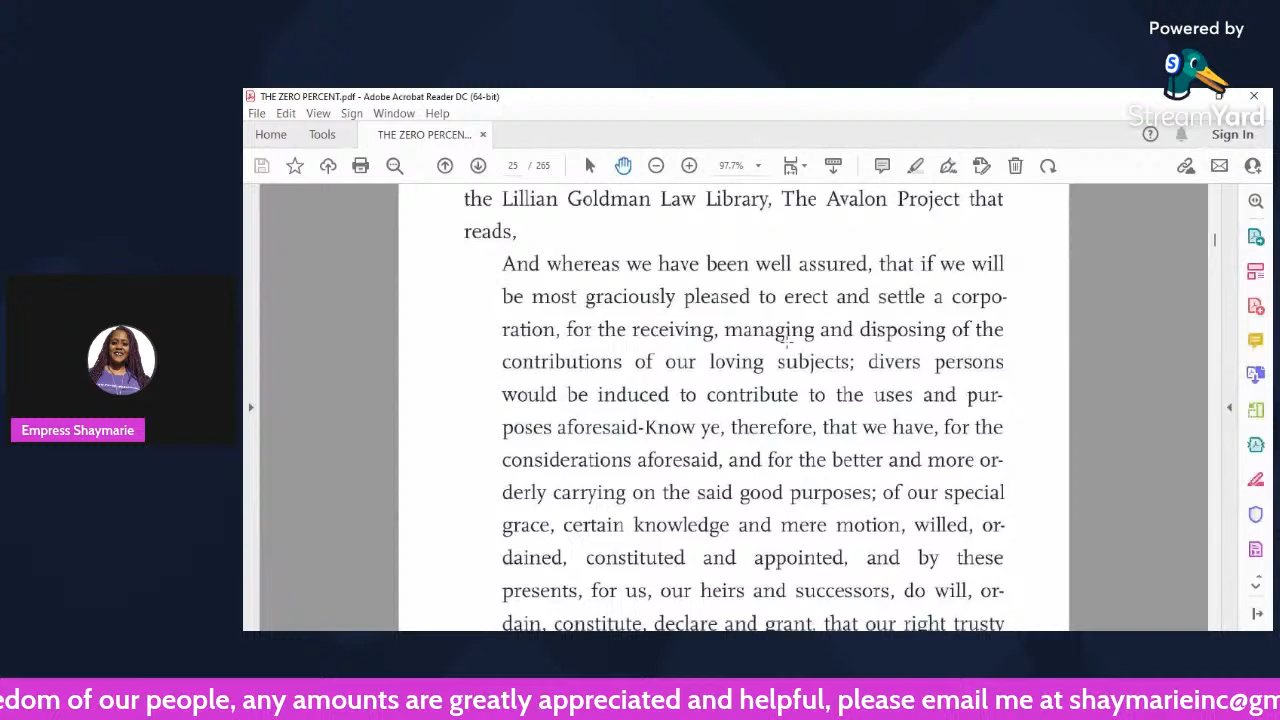 Powered by
StreamYard
THE ZERO PERCENT.pdf - Adobe Acrobat Reader DC (64-bit)
File Edit View Sign Window Help
Home Tools THE ZERO PERCEN... × Sign In
25 / 265 97.7%
the Lillian Goldman Law Library, The Avalon Project that
reads,
And whereas we have been well assured, that if we will
be most graciously pleased to erect and settle a corpo-
ration, for the receiving, managing and disposing of the
contributions of our loving subjects; divers persons
would be induced to contribute to the uses and pur-
poses aforesaid-Know ye, therefore, that we have, for the
considerations aforesaid, and for the better and more or-
derly carrying on the said good purposes; of our special
grace, certain knowledge and mere motion, willed, or-
dained, constituted and appointed, and by these
presents, for us, our heirs and successors, do will, or-
dain, constitute, declare and grant, that our right trusty
Empress Shaymarie
edom of our people, any amounts are greatly appreciated and helpful, please email me at shaymarieinc@gm